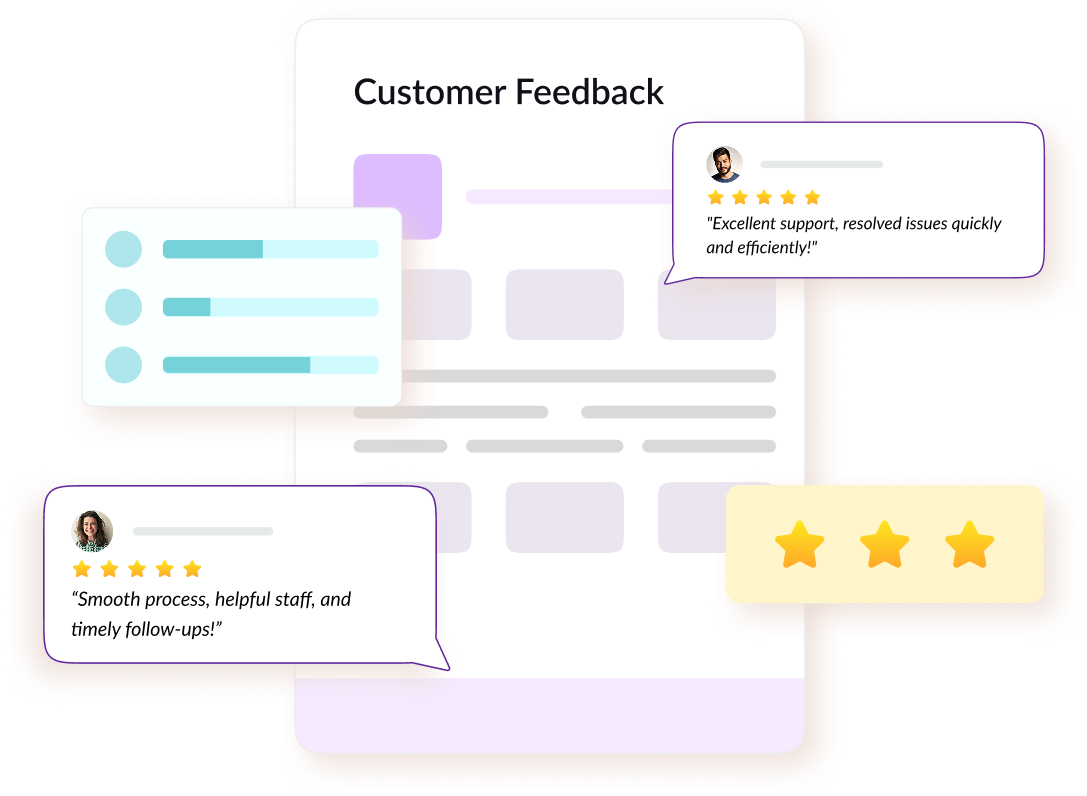 Customer Feedback
"Excellent support, resolved issues quickly
and efficiently!"
“Smooth process, helpful staff, and
timely follow-ups!”